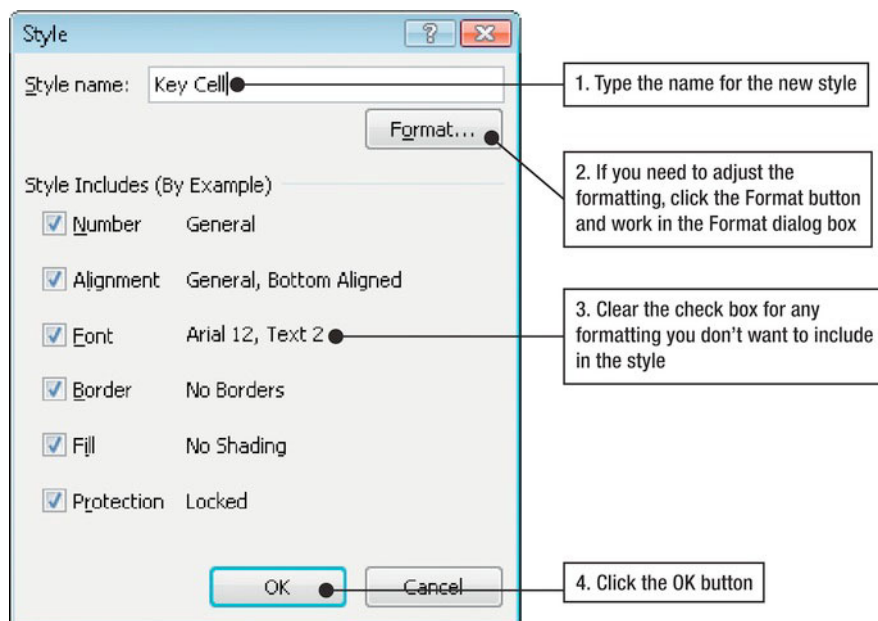 Style
Style name: Key Cell
1. Type the name for the new style
Format...
2. If you need to adjust the
formatting, click the Format button
and work in the Format dialog box
Style Includes (By Example)
Number General
Alignment General, Bottom Aligned
3. Clear the check box for any
formatting you don't want to include
in the style
Font Arial 12, Text 2
Border No Borders
Fill No Shading
Protection Locked
OK Cancel
4. Click the OK button